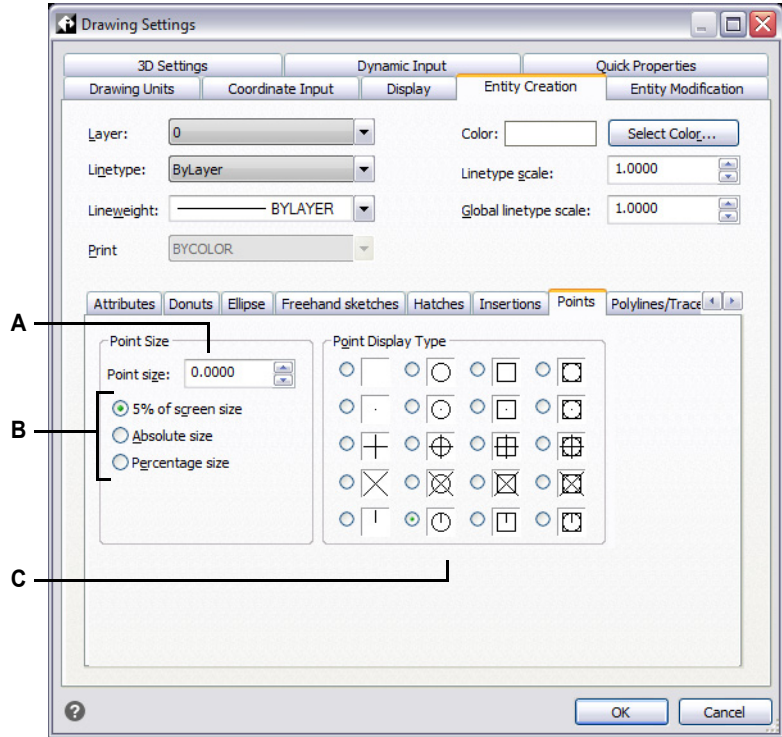 Drawing Settings
3D Settings Dynamic Input Quick Properties
Drawing Units Coordinate Input Display Entity Creation Entity Modification
Layer: 0 Color: Select Color...
Linetype: ByLayer Linetype scale: 1.0000
Lineweight: BYLAYER Global linetype scale: 1.0000
Print BYCOLOR
Attributes Donuts Ellipse Freehand sketches Hatches Insertions Points Polylines/Trace
A
Point Size Point Display Type
Point size: 0.0000
B
5% of screen size
Absolute size
Percentage size
C
? OK Cancel